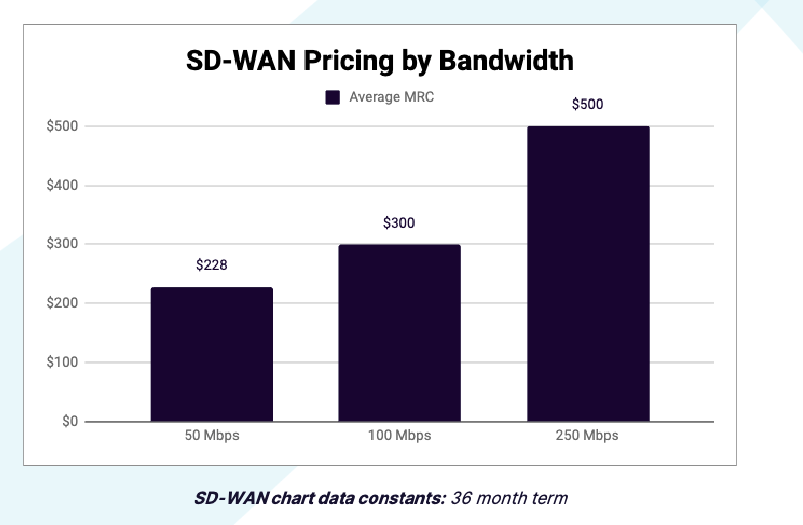 SD-WAN Pricing by Bandwidth
Average MRC
$500
$500
$400
$300
$300
$228
$200
$100
$0
50 Mbps 100 Mbps 250 Mbps
SD-WAN chart data constants: 36 month term